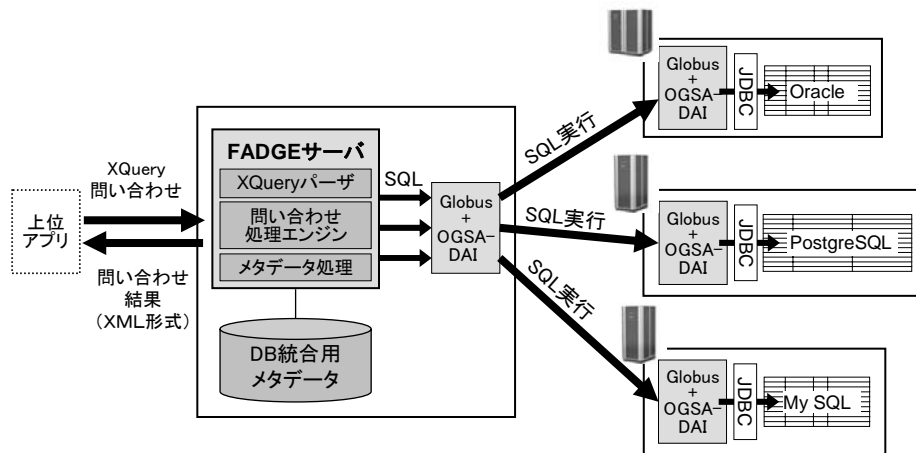 XQuery
問い合わせ
上位
アプリ
問い合わせ
結果
（XML形式）
FADGEサーバ
XQueryパーザ
問い合わせ
処理エンジン
メタデータ処理
DB統合用
メタデータ
SQL
Globus
+
OGSA-
DAI
SQL実行
SQL実行
SQL実行
Globus
+
OGSA-
DAI
JDBC
Oracle
Globus
+
OGSA-
DAI
JDBC
PostgreSQL
Globus
+
OGSA-
DAI
JDBC
My SQL